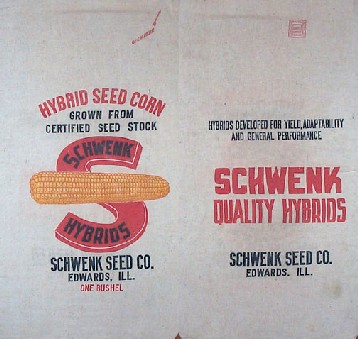 HYBRID SEED CORN
GROWN FROM
CERTIFIED SEED STOCK
SCHWENK
S
HYBRIDS
SCHWENK SEED CO.
EDWARDS, ILL.
ONE BUSHEL
HYBRIDS DEVELOPED FOR YIELD, ADAPTABILITY
AND GENERAL PERFORMANCE
SCHWENK
QUALITY HYBRIDS
SCHWENK SEED CO.
EDWARDS, ILL.